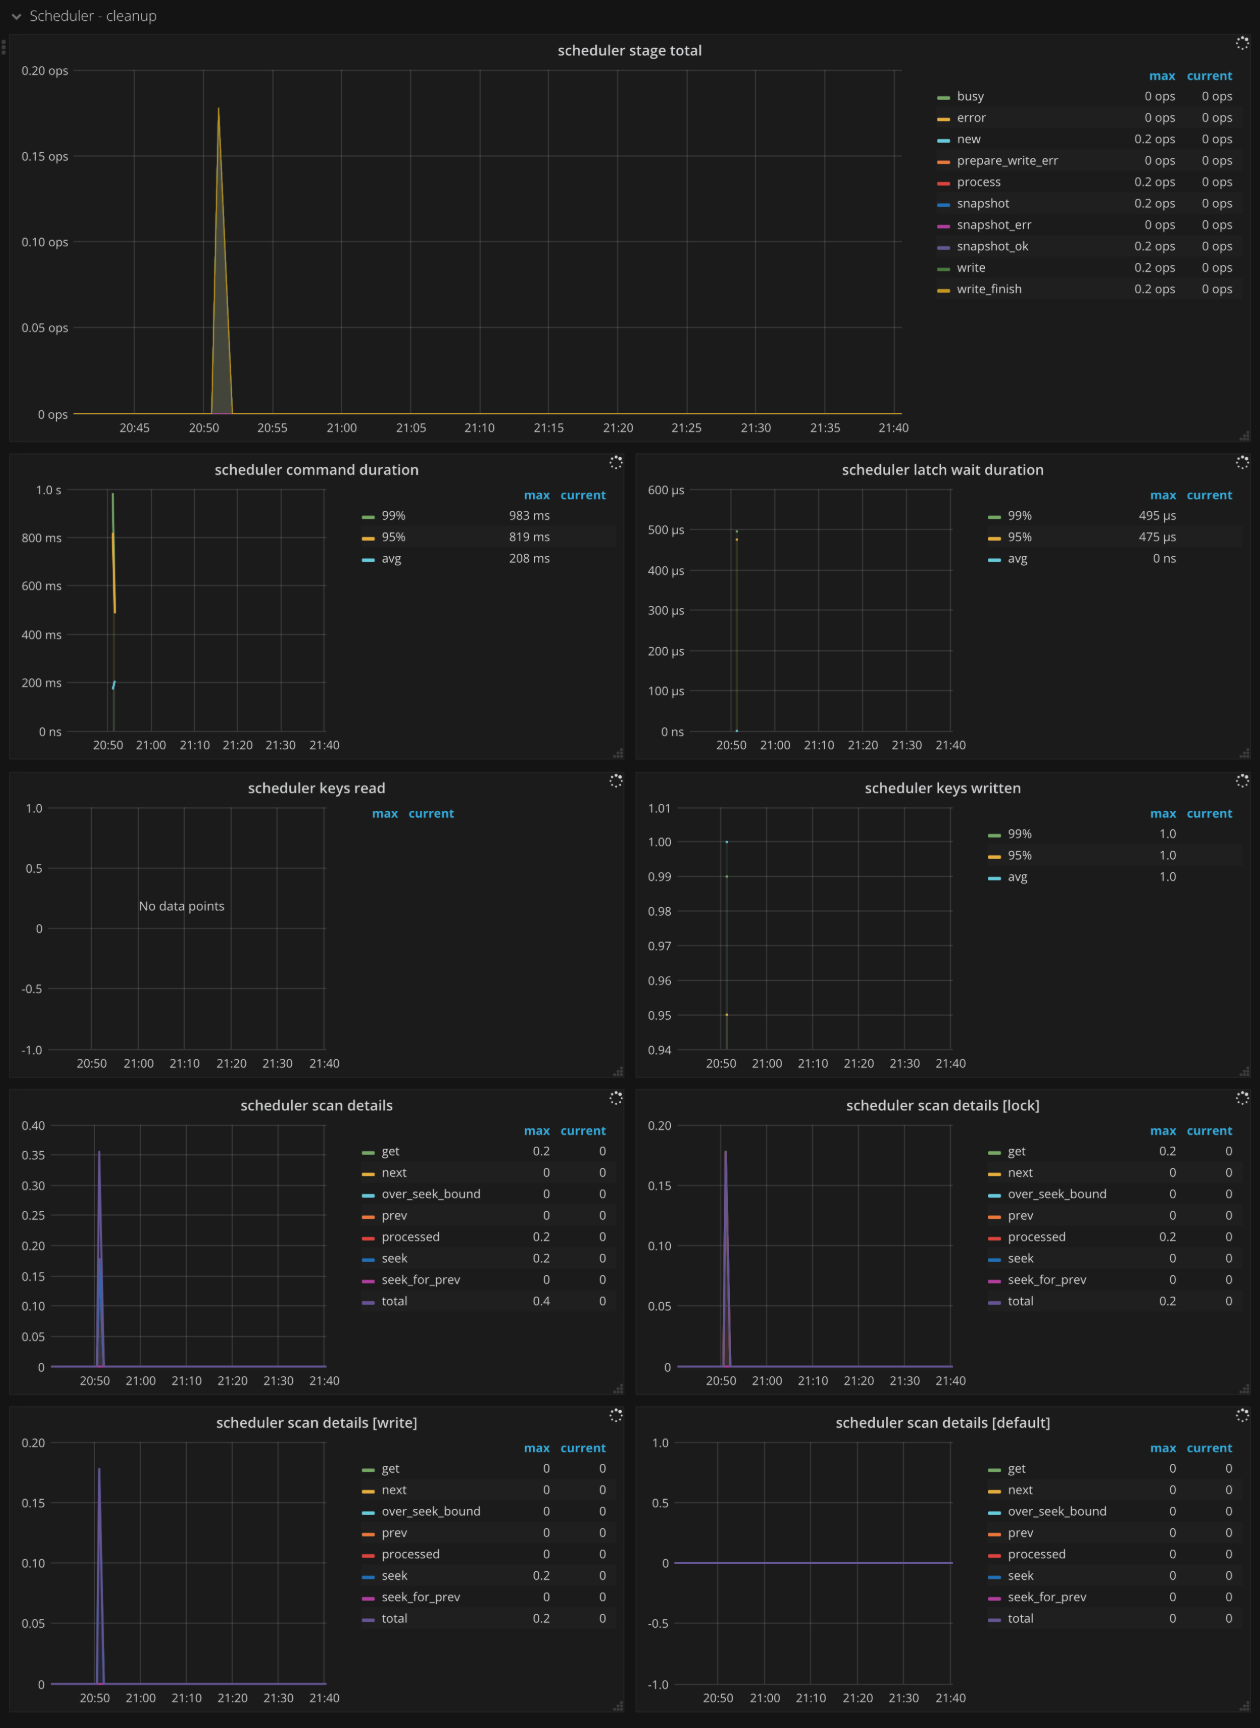 Scheduler - cleanup
scheduler stage total
0.20 ops
0.15 ops
0.10 ops
0.05 ops
0 ops
20:45 20:50 20:55 21:00 21:05 21:10 21:15 21:20 21:25 21:30 21:35 21:40
max current
busy 0 ops 0 ops
error 0 ops 0 ops
new 0.2 ops 0 ops
prepare_write_err 0 ops 0 ops
process 0.2 ops 0 ops
snapshot 0.2 ops 0 ops
snapshot_err 0 ops 0 ops
snapshot_ok 0.2 ops 0 ops
write 0.2 ops 0 ops
write_finish 0.2 ops 0 ops
scheduler command duration
1.0 s
800 ms
600 ms
400 ms
200 ms
0 ns
20:50 21:00 21:10 21:20 21:30 21:40
max current
99% 983 ms
95% 819 ms
avg 208 ms
scheduler latch wait duration
600 µs
500 µs
400 µs
300 µs
200 µs
100 µs
0 ns
20:50 21:00 21:10 21:20 21:30 21:40
max current
99% 495 µs
95% 475 µs
avg 0 ns
scheduler keys read
1.0
0.5
0
-0.5
-1.0
No data points
20:50 21:00 21:10 21:20 21:30 21:40
max current
scheduler keys written
1.01
1.00
0.99
0.98
0.97
0.96
0.95
0.94
20:50 21:00 21:10 21:20 21:30 21:40
max current
99% 1.0
95% 1.0
avg 1.0
scheduler scan details
0.40
0.35
0.30
0.25
0.20
0.15
0.10
0.05
0
20:50 21:00 21:10 21:20 21:30 21:40
max current
get 0.2 0
next 0 0
over_seek_bound 0 0
prev 0 0
processed 0.2 0
seek 0.2 0
seek_for_prev 0 0
total 0.4 0
scheduler scan details [lock]
0.20
0.15
0.10
0.05
0
20:50 21:00 21:10 21:20 21:30 21:40
max current
get 0.2 0
next 0 0
over_seek_bound 0 0
prev 0 0
processed 0.2 0
seek 0 0
seek_for_prev 0 0
total 0.2 0
scheduler scan details [write]
0.20
0.15
0.10
0.05
0
20:50 21:00 21:10 21:20 21:30 21:40
max current
get 0 0
next 0 0
over_seek_bound 0 0
prev 0 0
processed 0 0
seek 0.2 0
seek_for_prev 0 0
total 0.2 0
scheduler scan details [default]
1.0
0.5
0
-0.5
-1.0
20:50 21:00 21:10 21:20 21:30 21:40
max current
get 0 0
next 0 0
over_seek_bound 0 0
prev 0 0
processed 0 0
seek 0 0
seek_for_prev 0 0
total 0 0